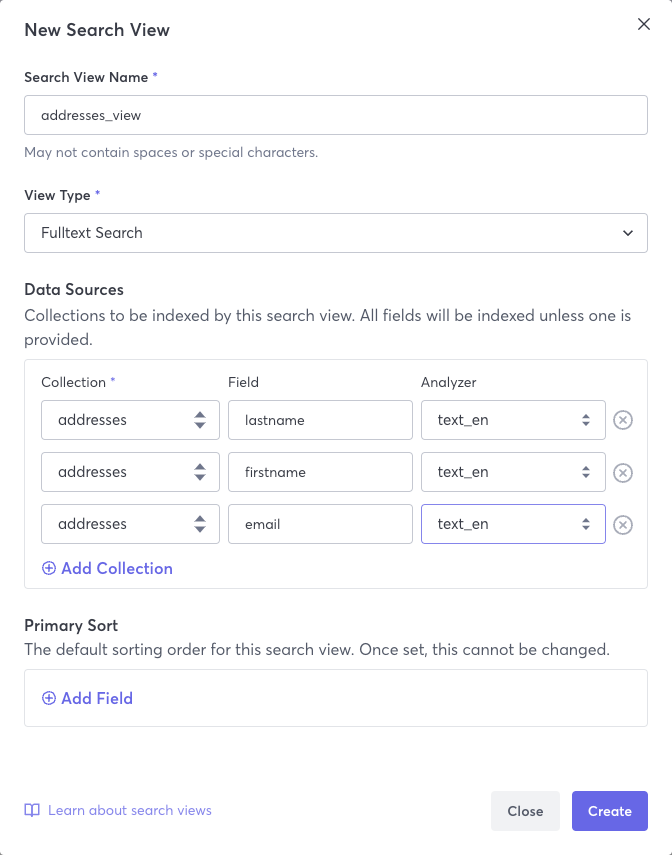 New Search View
Search View Name *
addresses_view
May not contain spaces or special characters.
View Type *
Fulltext Search
Data Sources
Collections to be indexed by this search view. All fields will be indexed unless one is
provided.
Collection * Field Analyzer
addresses lastname text_en
addresses firstname text_en
addresses email text_en
Add Collection
Primary Sort
The default sorting order for this search view. Once set, this cannot be changed.
Add Field
Learn about search views Close Create